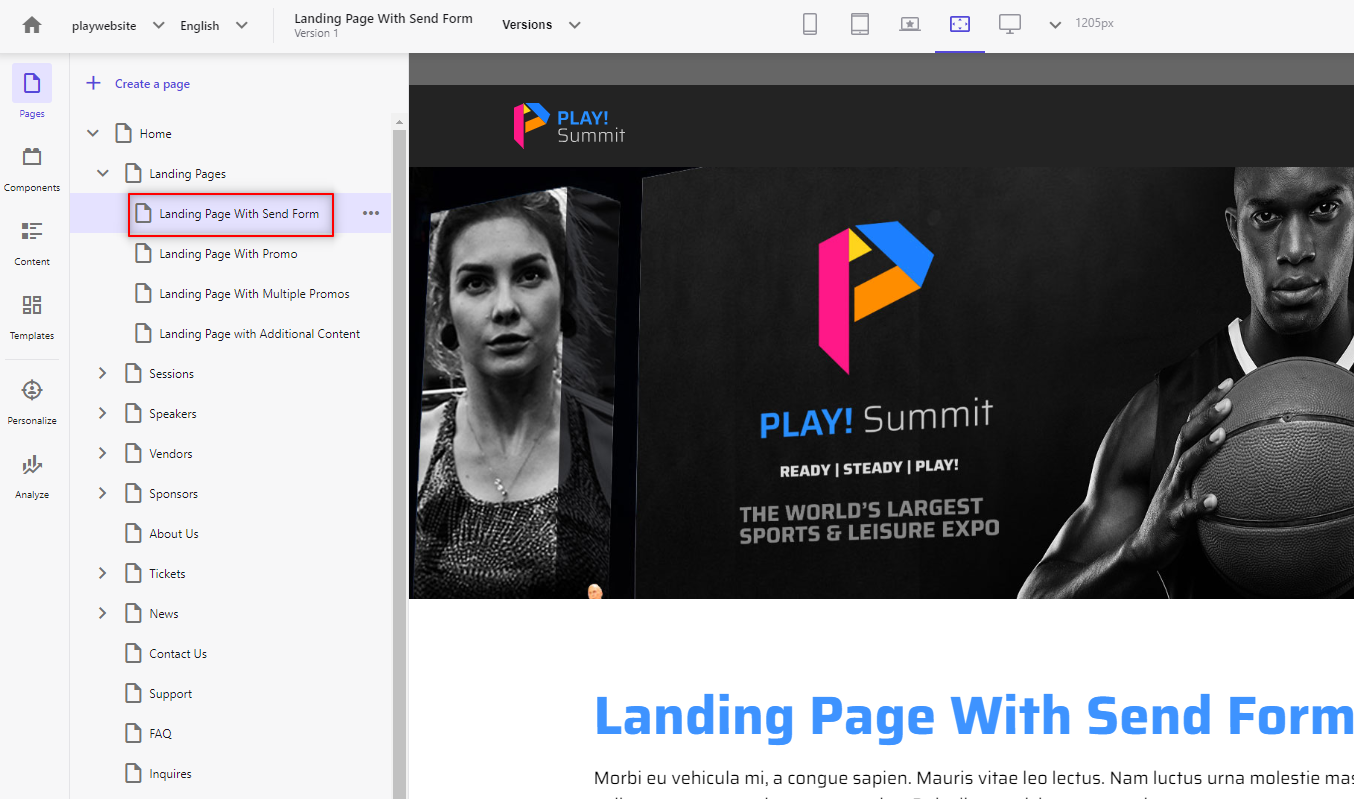 playwebsite
English
Landing Page With Send Form
Version 1
Versions
1205px
Pages
Components
Content
Templates
Personalize
Analyze
Create a page
Home
Landing Pages
Landing Page With Send Form
Landing Page With Promo
Landing Page With Multiple Promos
Landing Page with Additional Content
Sessions
Speakers
Vendors
Sponsors
About Us
Tickets
News
Contact Us
Support
FAQ
Inquires
PLAY!
Summit
PLAY! Summit
READY | STEADY | PLAY!
THE WORLD'S LARGEST
SPORTS & LEISURE EXPO
Landing Page With Send Form
Morbi eu vehicula mi, a congue sapien. Mauris vitae leo lectus. Nam luctus urna molestie